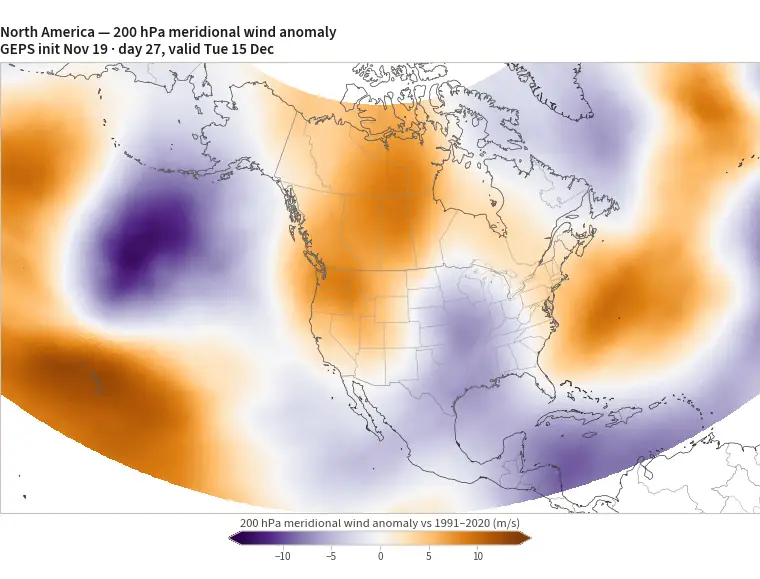 North America — 200 hPa meridional wind anomaly
GEPS init Nov 19 · day 27, valid Tue 15 Dec
200 hPa meridional wind anomaly vs 1991–2020 (m/s)
−10 −5 0 5 10